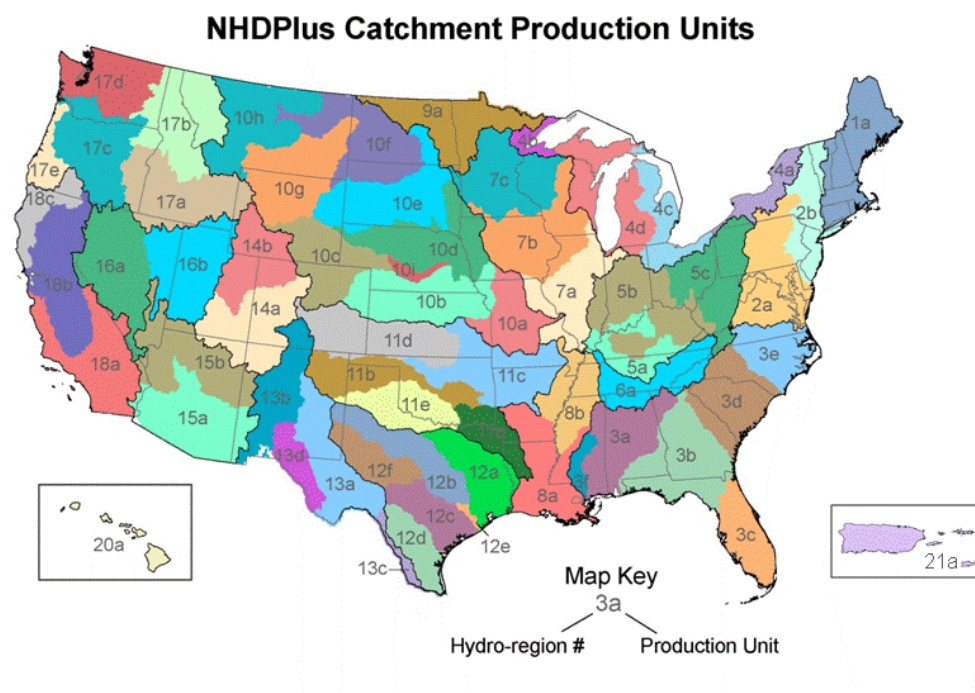 NHDPlus Catchment Production Units
17d
9a
1a
10h
17b
4b
10f
17c
4a
17e
7c
17a
10g
18c
10e
4c
2b
14b
4d
10d
7b
16a
10c
16b
10i
5c
18b
5b
7a
10b
14a
2a
10a
11d
3e
18a
15b
11b
11c
5a
6a
13b
11e
3d
15a
8b
3a
13d
3b
12f
12a
13a
12b
8a
12c
3c
12d
12e
20a
21a
13c
Map Key
3a
Hydro-region #
Production Unit